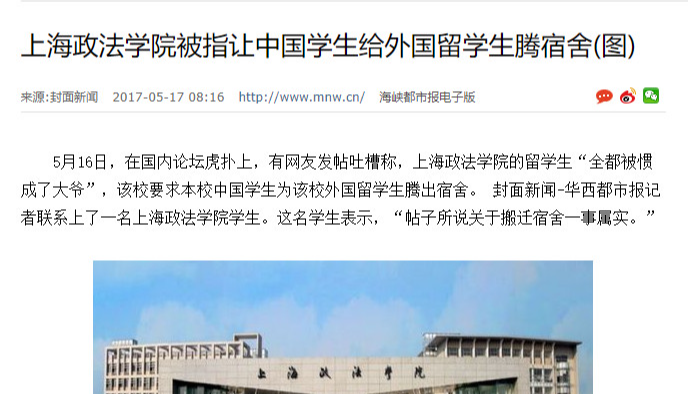 上海政法学院被指让中国学生给外国留学生腾宿舍(图)
来源:封面新闻 2017-05-17 08:16 http://www.mnw.cn/ 海峡都市报电子版
5月16日，在国内论坛虎扑上，有网友发帖吐槽称，上海政法学院的留学生“全都被惯
成了大爷”，该校要求本校中国学生为该校外国留学生腾出宿舍。 封面新闻-华西都市报记
者联系上了一名上海政法学院学生。这名学生表示，“帖子所说关于搬迁宿舍一事属实。”
上海政法学院